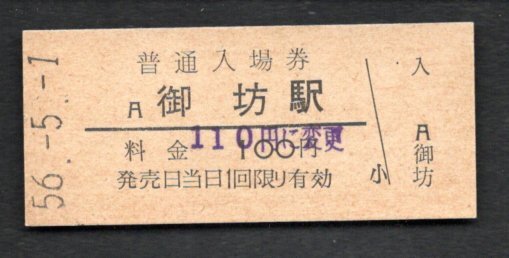 56.-5.-1
普通入場券
A 御坊駅
110円に変更
料金 100円
発売日当日1回限り有効
小
入
A
御坊